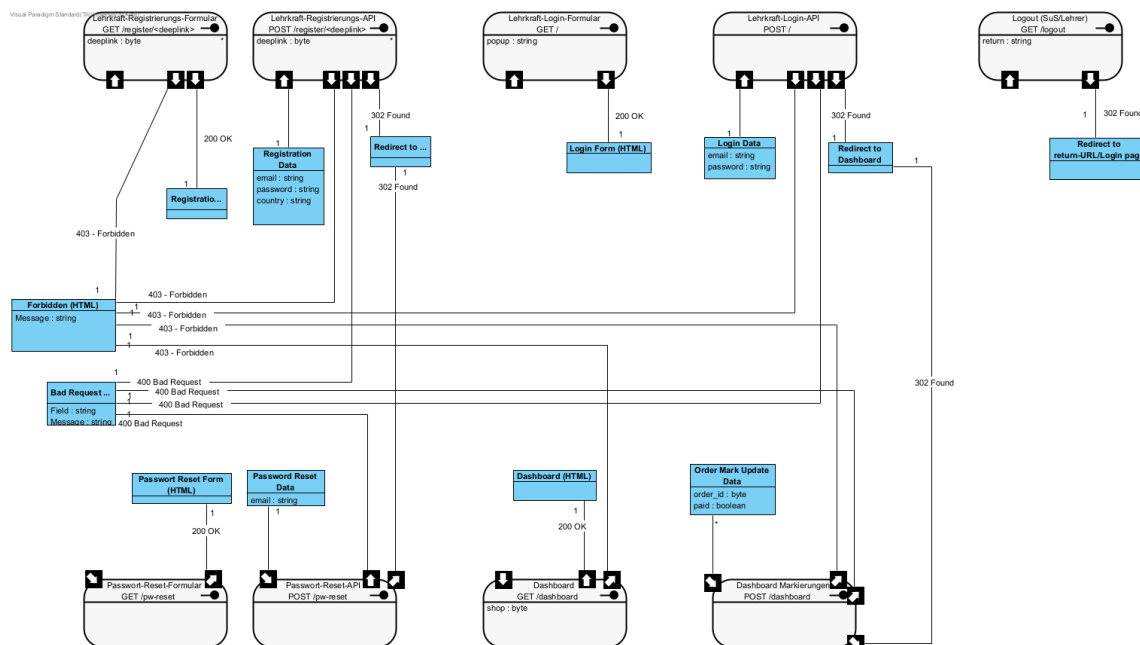 Visual Paradigm Standard
Lehrkraft-Registrierungs-Formular
GET /register/<deeplink>
deeplink : byte
*
Lehrkraft-Registrierungs-API
POST /register/<deeplink>
deeplink : byte
*
Lehrkraft-Login-Formular
GET /
popup : string
Lehrkraft-Login-API
POST /
Logout (SuS/Lehrer)
GET /logout
return : string
200 OK
1
Registratio...
1
Registration
Data
email : string
password : string
country : string
302 Found
1
Redirect to ...
1
302 Found
200 OK
1
Login Form (HTML)
1
Login Data
email : string
password : string
302 Found
1
Redirect to
Dashboard
1
302 Found
1
Redirect to
return-URL/Login pag
403 - Forbidden
1
Forbidden (HTML)
Message : string
403 - Forbidden
1
1
403 - Forbidden
403 - Forbidden
1
1
403 - Forbidden
302 Found
1
400 Bad Request
Bad Request ...
Field : string
Message : string
400 Bad Request
1
1
400 Bad Request
1
400 Bad Request
Passwort Reset Form
(HTML)
1
200 OK
Password Reset
Data
email : string
1
Dashboard (HTML)
1
200 OK
Order Mark Update
Data
order_id : byte
paid : boolean
*
Passwort-Reset-Formular
GET /pw-reset
Passwort-Reset-API
POST /pw-reset
Dashboard
GET /dashboard
shop : byte
Dashboard Markierungen
POST /dashboard